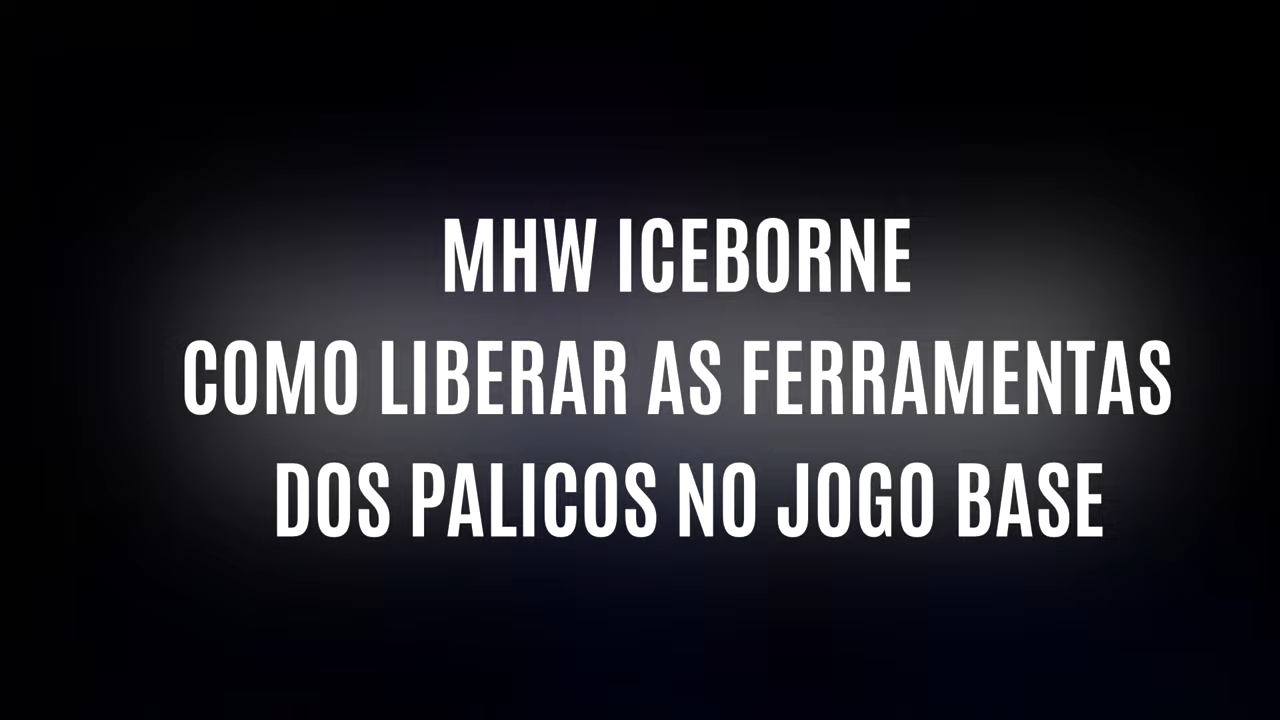 MHW ICEBORNE
COMO LIBERAR AS FERRAMENTAS
DOS PALICOS NO JOGO BASE